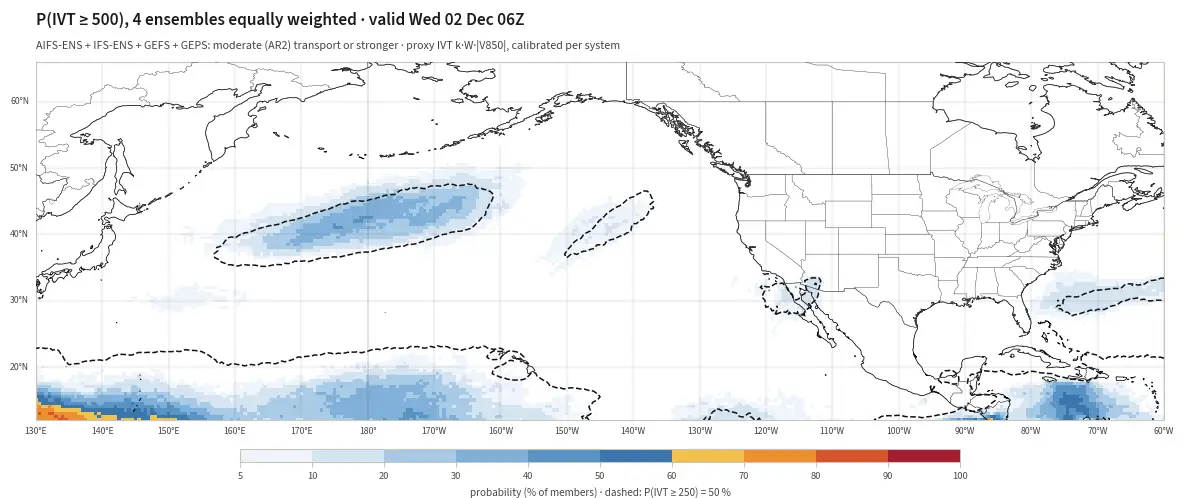 P(IVT ≥ 500), 4 ensembles equally weighted · valid Wed 02 Dec 06Z
AIFS-ENS + IFS-ENS + GEFS + GEPS: moderate (AR2) transport or stronger · proxy IVT k·W·|V850|, calibrated per system
60°N
50°N
40°N
30°N
20°N
130°E 140°E 150°E 160°E 170°E 180° 170°W 160°W 150°W 140°W 130°W 120°W 110°W 100°W 90°W 80°W 70°W 60°W
5 10 20 30 40 50 60 70 80 90 100
probability (% of members) · dashed: P(IVT ≥ 250) = 50 %